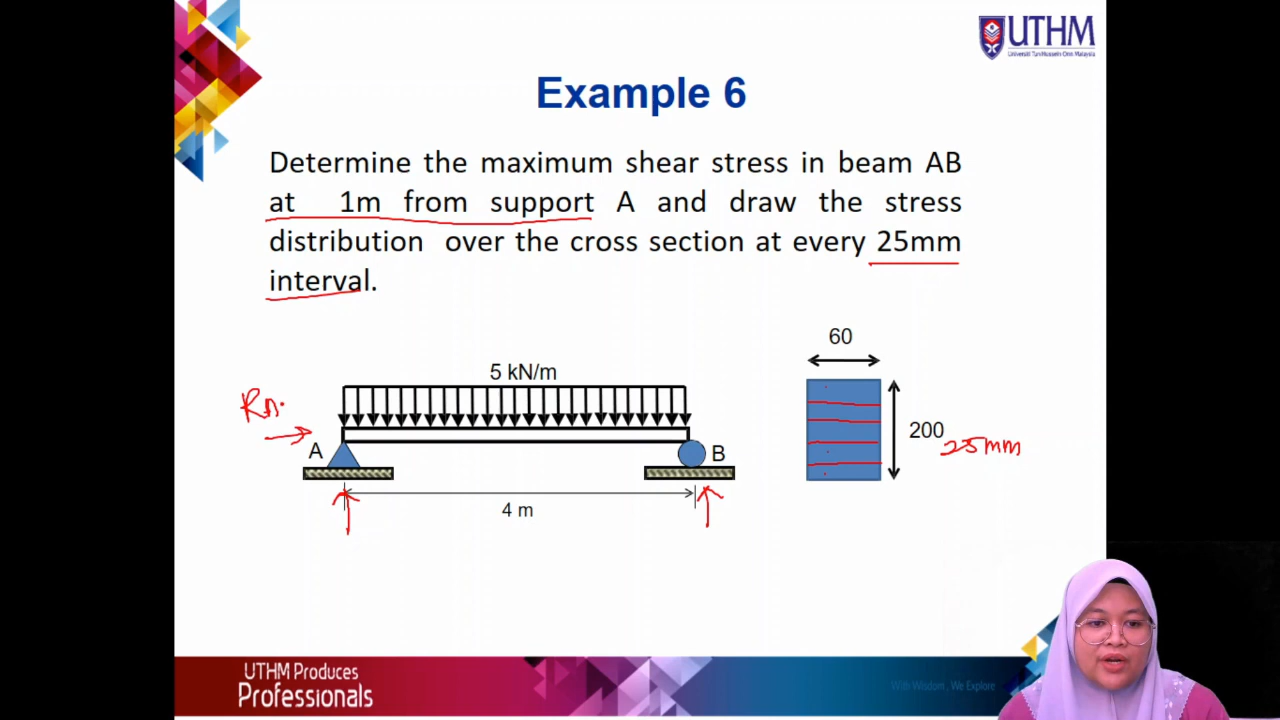 UTHM
Universiti Tun Hussein Onn Malaysia
Example 6
Determine the maximum shear stress in beam AB
at 1m from support A and draw the stress
distribution over the cross section at every 25mm
interval.
60
5 kN/m
A
B
200
25mm
4 m
UTHM Produces
Professionals
With Wisdom, We Explore